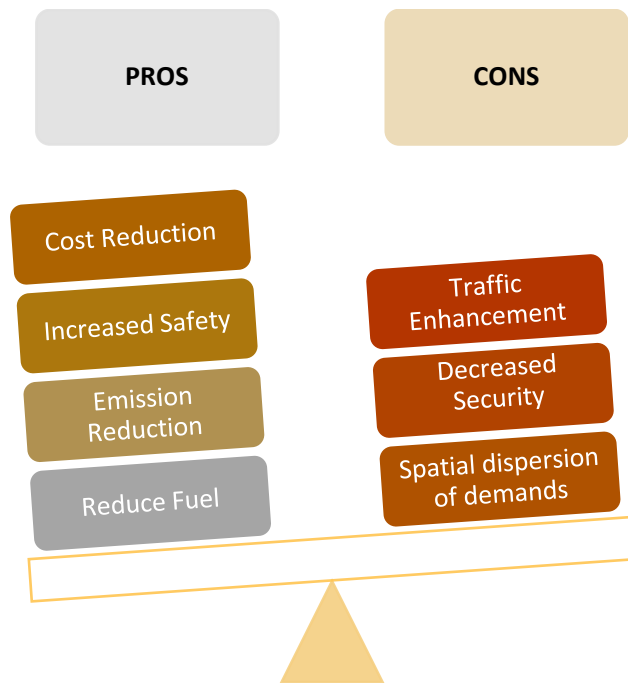 PROS
CONS
Cost Reduction
Increased Safety
Emission
Reduction
Reduce Fuel
Traffic
Enhancement
Decreased
Security
Spatial dispersion
of demands